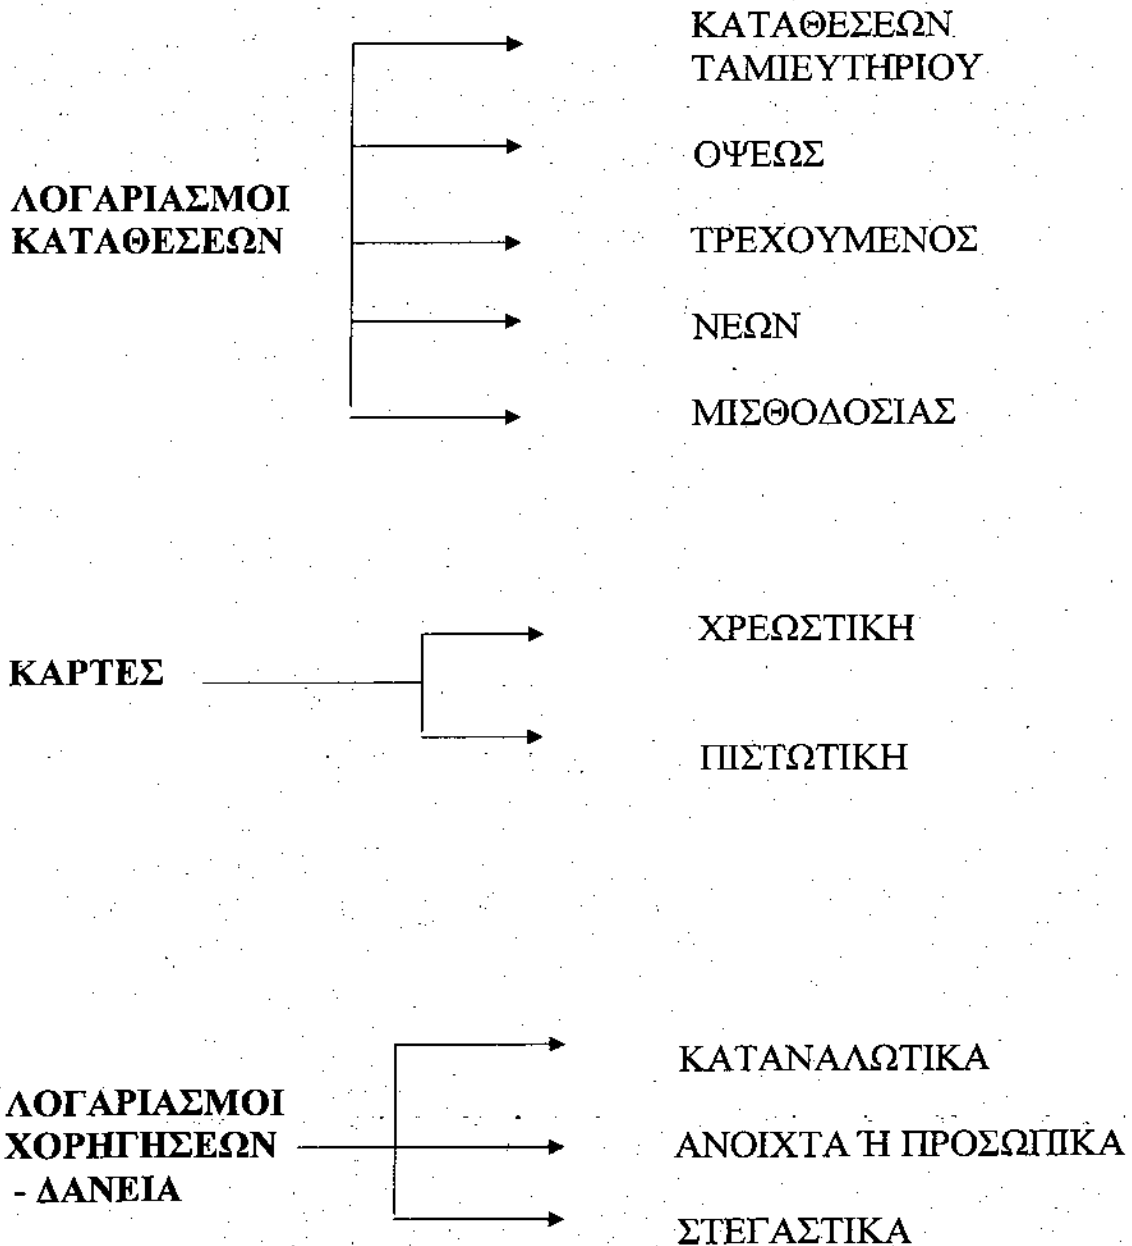 ΚΑΤΑΘΕΣΕΩΝ
ΤΑΜΙΕΥΤΗΡΙΟΥ
ΟΨΕΩΣ
ΛΟΓΑΡΙΑΣΜΟΙ
ΚΑΤΑΘΕΣΕΩΝ
ΤΡΕΧΟΥΜΕΝΟΣ
ΝΕΩΝ
ΜΙΣΘΟΔΟΣΙΑΣ
ΧΡΕΩΣΤΙΚΗ
ΚΑΡΤΕΣ
ΠΙΣΤΩΤΙΚΗ
ΚΑΤΑΝΑΛΩΤΙΚΑ
ΛΟΓΑΡΙΑΣΜΟΙ
ΧΟΡΗΓΗΣΕΩΝ
- ΔΑΝΕΙΑ
ΑΝΟΙΧΤΑ Ή ΠΡΟΣΩΠΙΚΑ
ΣΤΕΓΑΣΤΙΚΑ